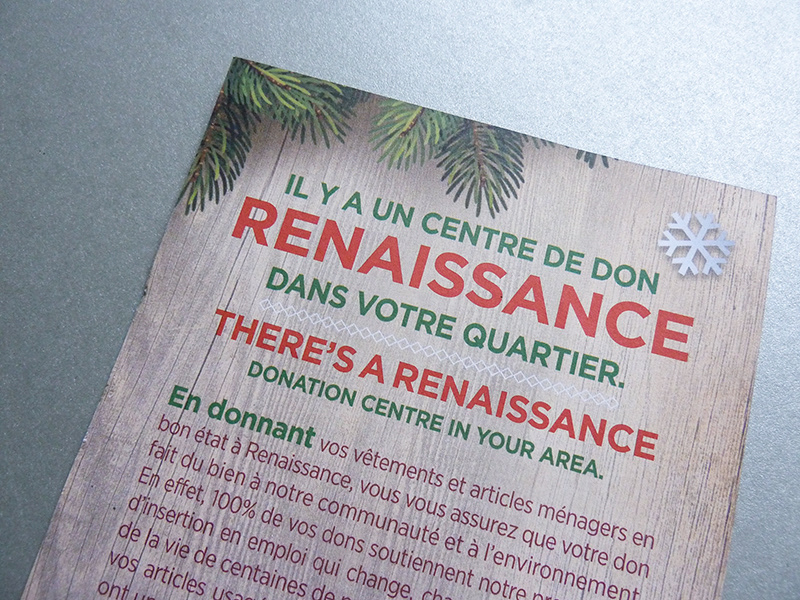 IL Y A UN CENTRE DE DON
RENAISSANCE
DANS VOTRE QUARTIER.
THERE'S A RENAISSANCE
DONATION CENTRE IN YOUR AREA.
En donnant vos vêtements et articles ménagers en
bon état à Renaissance, vous vous assurez que votre don
fait du bien à notre communauté et à l'environnement
En effet, 100% de vos dons soutiennent notre
d'insertion en emploi qui change,
de la vie de centaines de
vos articles
ont